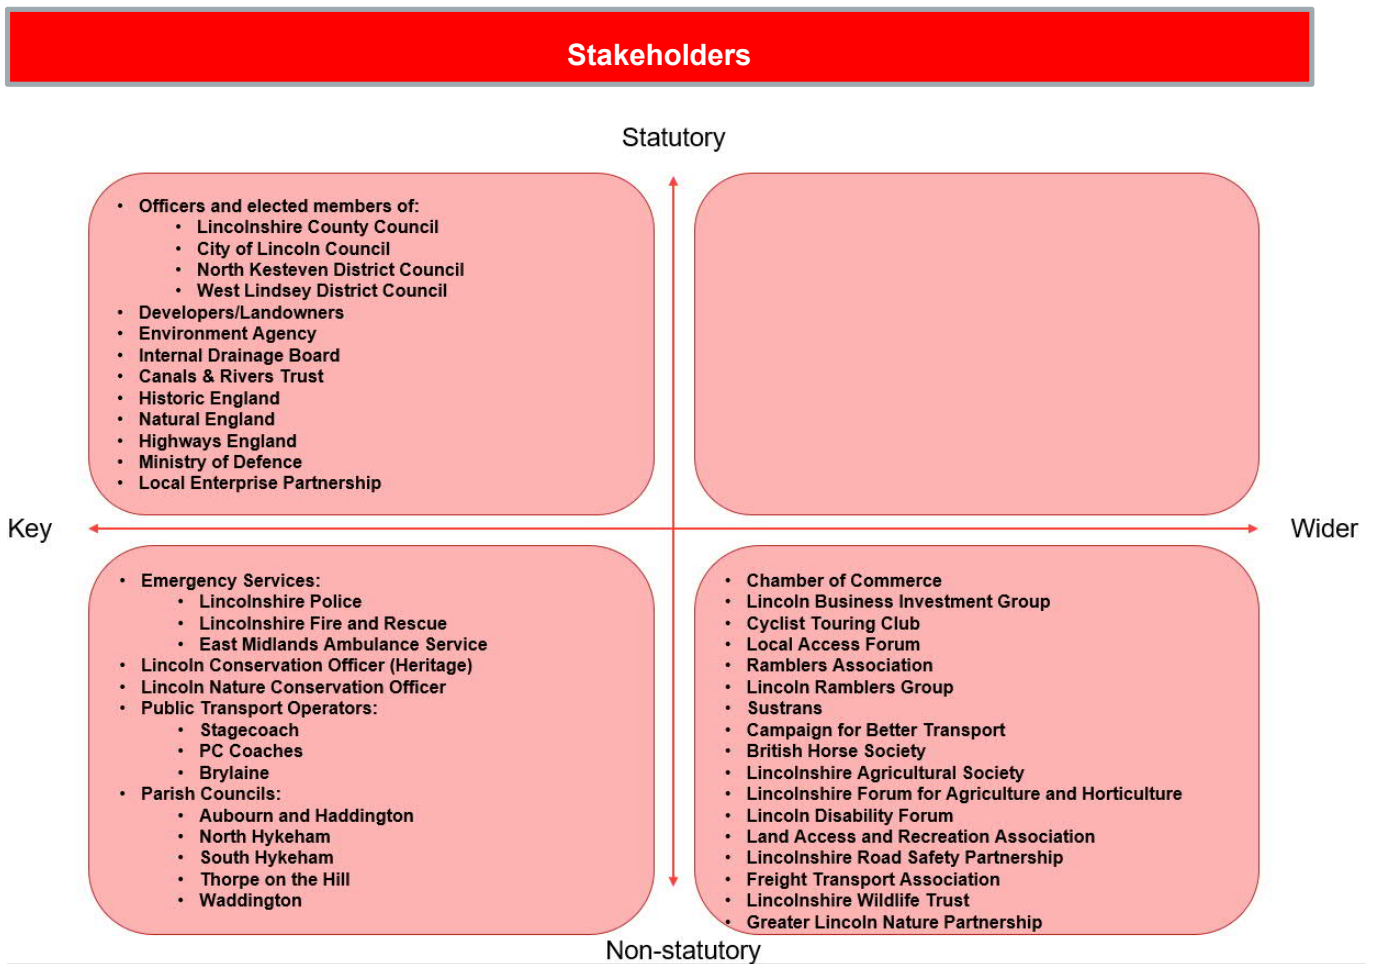 Stakeholders
Statutory
• Officers and elected members of:
• Lincolnshire County Council
• City of Lincoln Council
• North Kesteven District Council
• West Lindsey District Council
• Developers/Landowners
• Environment Agency
• Internal Drainage Board
• Canals & Rivers Trust
• Historic England
• Natural England
• Highways England
• Ministry of Defence
• Local Enterprise Partnership
Key
Wider
• Emergency Services:
• Lincolnshire Police
• Lincolnshire Fire and Rescue
• East Midlands Ambulance Service
• Lincoln Conservation Officer (Heritage)
• Lincoln Nature Conservation Officer
• Public Transport Operators:
• Stagecoach
• PC Coaches
• Brylaine
• Parish Councils:
• Aubourn and Haddington
• North Hykeham
• South Hykeham
• Thorpe on the Hill
• Waddington
• Chamber of Commerce
• Lincoln Business Investment Group
• Cyclist Touring Club
• Local Access Forum
• Ramblers Association
• Lincoln Ramblers Group
• Sustrans
• Campaign for Better Transport
• British Horse Society
• Lincolnshire Agricultural Society
• Lincolnshire Forum for Agriculture and Horticulture
• Lincoln Disability Forum
• Land Access and Recreation Association
• Lincolnshire Road Safety Partnership
• Freight Transport Association
• Lincolnshire Wildlife Trust
• Greater Lincoln Nature Partnership
Non-statutory